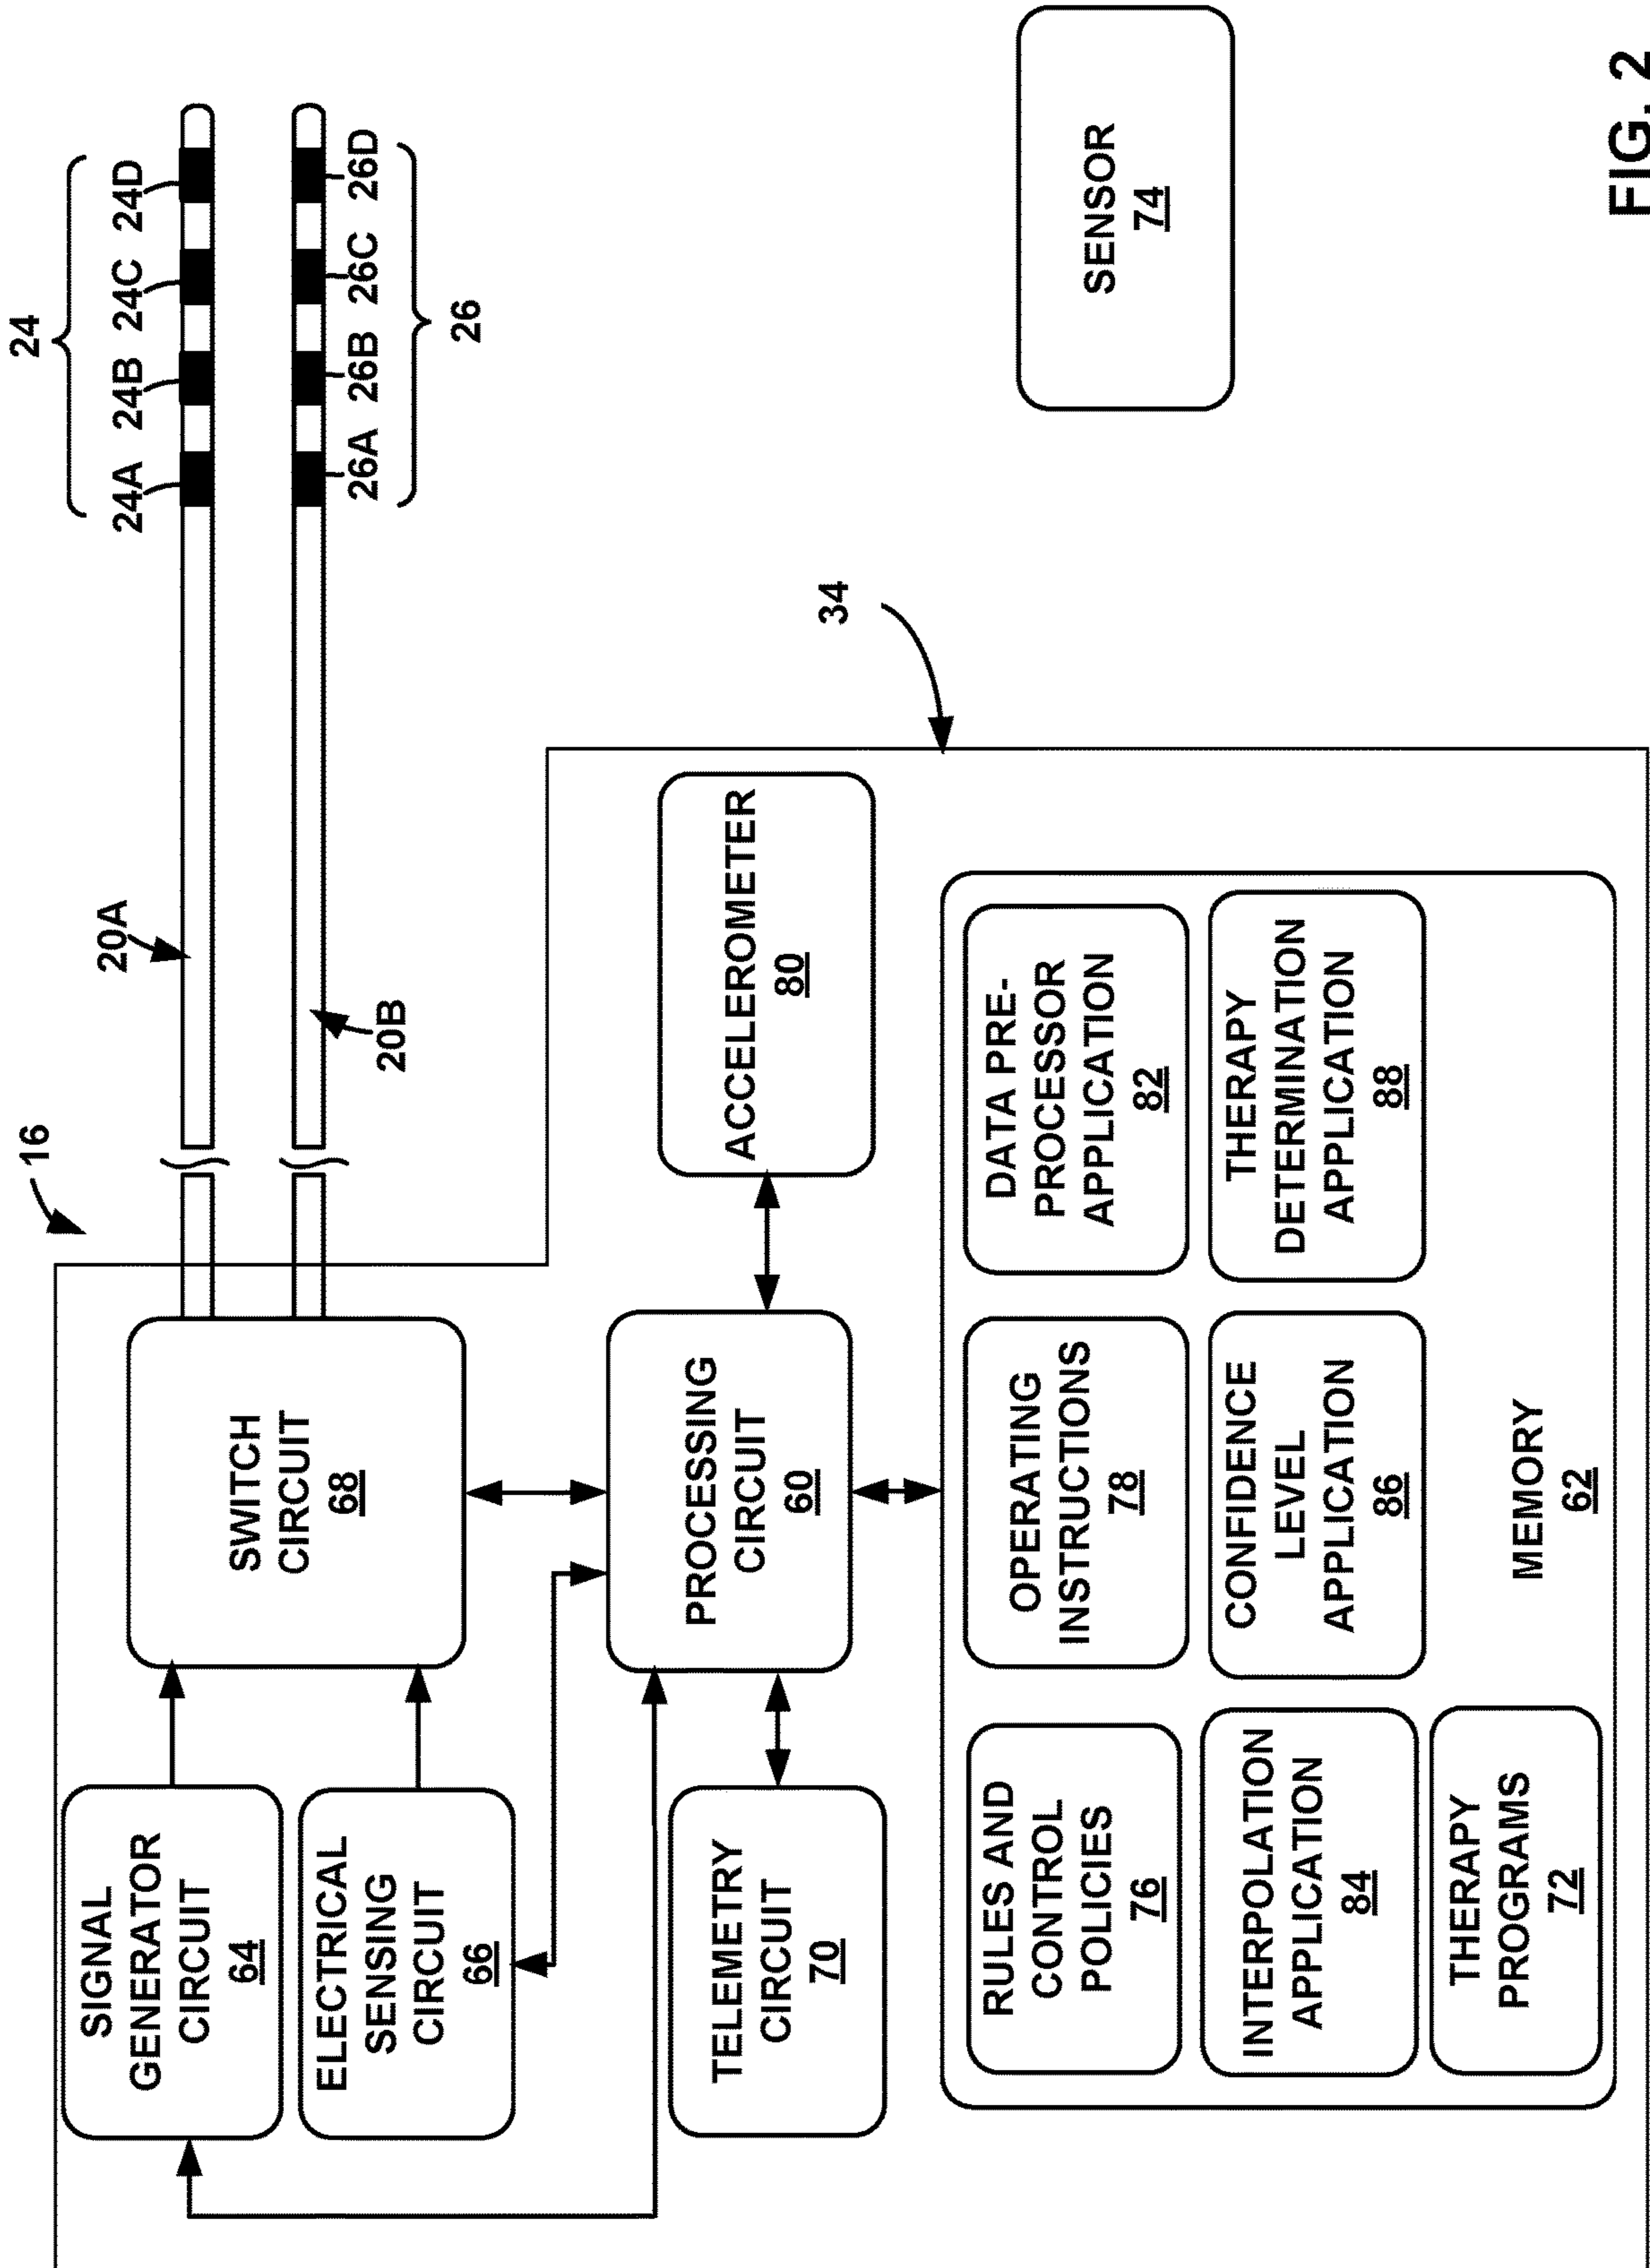 24
24A
24B
24C
24D
26A
26B
26C
26D
26
20A
20B
16
34
SIGNAL
GENERATOR
CIRCUIT
64
ELECTRICAL
SENSING
CIRCUIT
66
SWITCH
CIRCUIT
68
TELEMETRY
CIRCUIT
70
PROCESSING
CIRCUIT
60
ACCELEROMETER
80
SENSOR
74
RULES AND
CONTROL
POLICIES
76
OPERATING
INSTRUCTIONS
78
DATA PRE-
PROCESSOR
APPLICATION
82
INTERPOLATION
APPLICATION
84
CONFIDENCE
LEVEL
APPLICATION
86
THERAPY
DETERMINATION
APPLICATION
88
THERAPY
PROGRAMS
72
MEMORY
62
FIG. 2